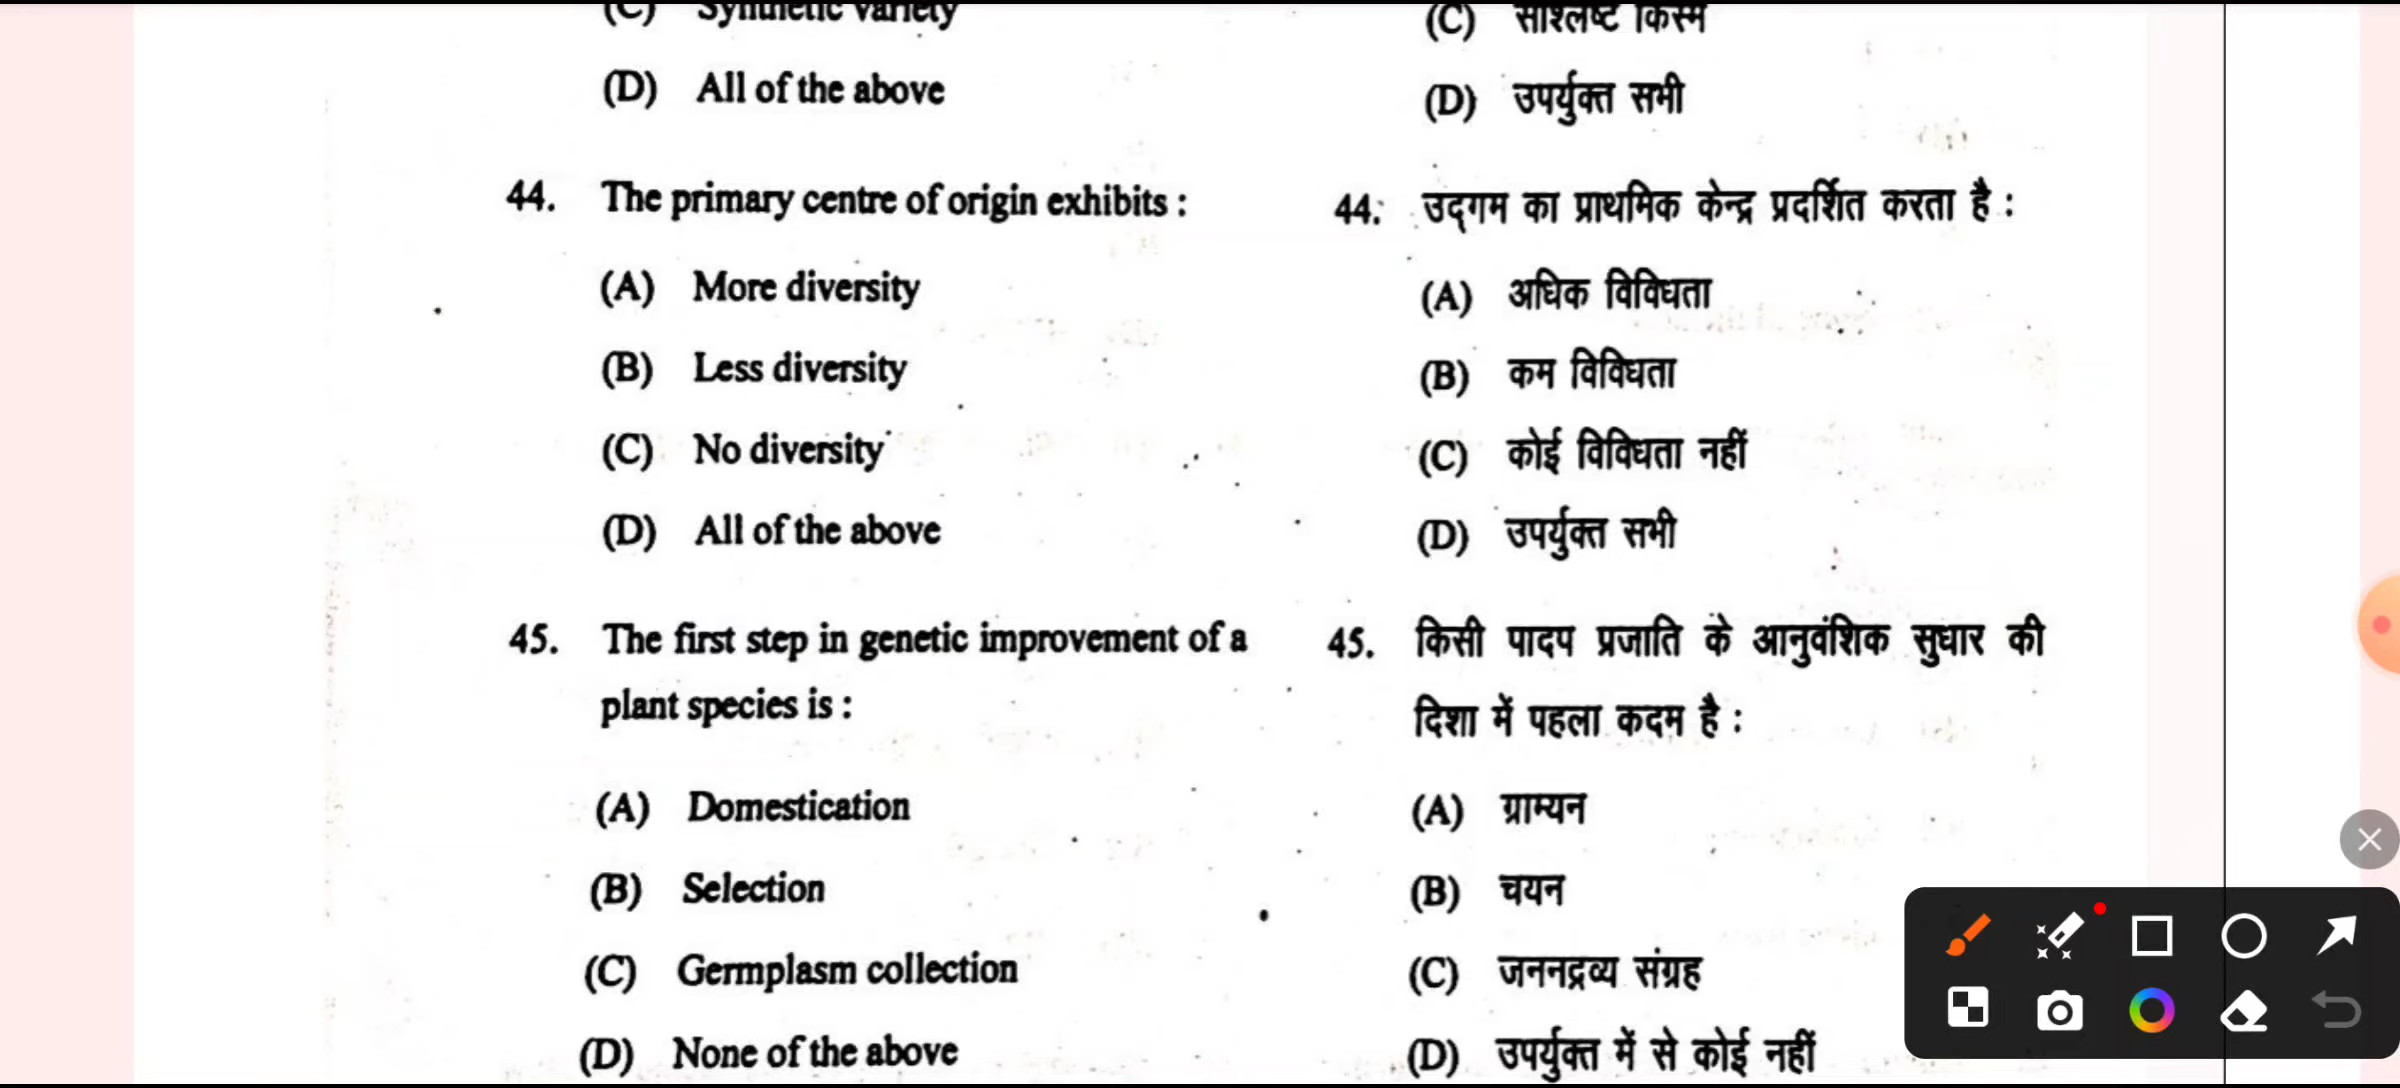 (C) Synthetic variety
(D) All of the above
44. The primary centre of origin exhibits :
(A) More diversity
(B) Less diversity
(C) No diversity
(D) All of the above
45. The first step in genetic improvement of a
plant species is :
(A) Domestication
(B) Selection
(C) Germplasm collection
(D) None of the above
(C) संश्लिष्ट किस्म
(D) उपर्युक्त सभी
44. उद्गम का प्राथमिक केन्द्र प्रदर्शित करता है :
(A) अधिक विविधता
(B) कम विविधता
(C) कोई विविधता नहीं
(D) उपर्युक्त सभी
45. किसी पादप प्रजाति के आनुवंशिक सुधार की
दिशा में पहला कदम है :
(A) ग्राम्यन
(B) चयन
(C) जननद्रव्य संग्रह
(D) उपर्युक्त में से कोई नहीं